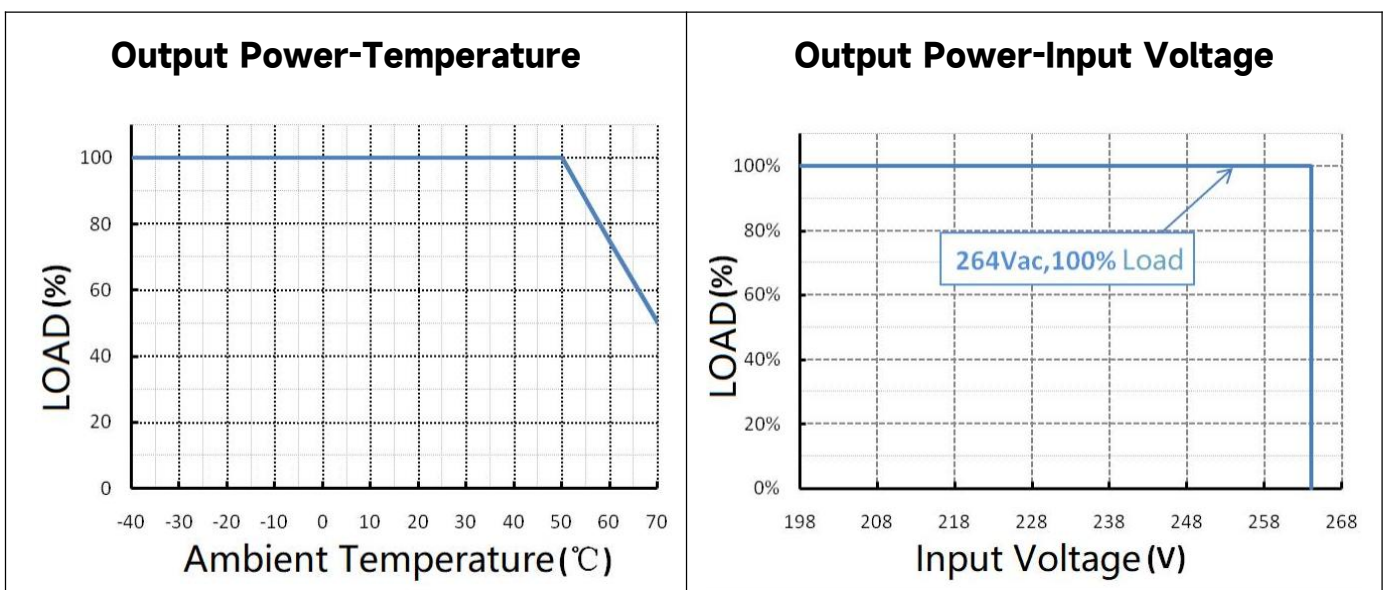 Output Power-Temperature
100
80
60
40
20
0
LOAD(%)
-40 -30 -20 -10 0 10 20 30 40 50 60 70
Ambient Temperature(℃)
Output Power-Input Voltage
100%
80%
60%
40%
20%
0%
LOAD(%)
264Vac,100% Load
198 208 218 228 238 248 258 268
Input Voltage(V)